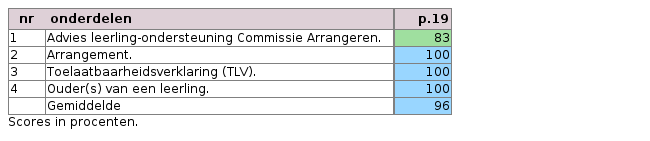 nr onderdelen p.19
1 Advies leerling-ondersteuning Commissie Arrangeren. 83
2 Arrangement. 100
3 Toelaatbaarheidsverklaring (TLV). 100
4 Ouder(s) van een leerling. 100
Gemiddelde 96
Scores in procenten.